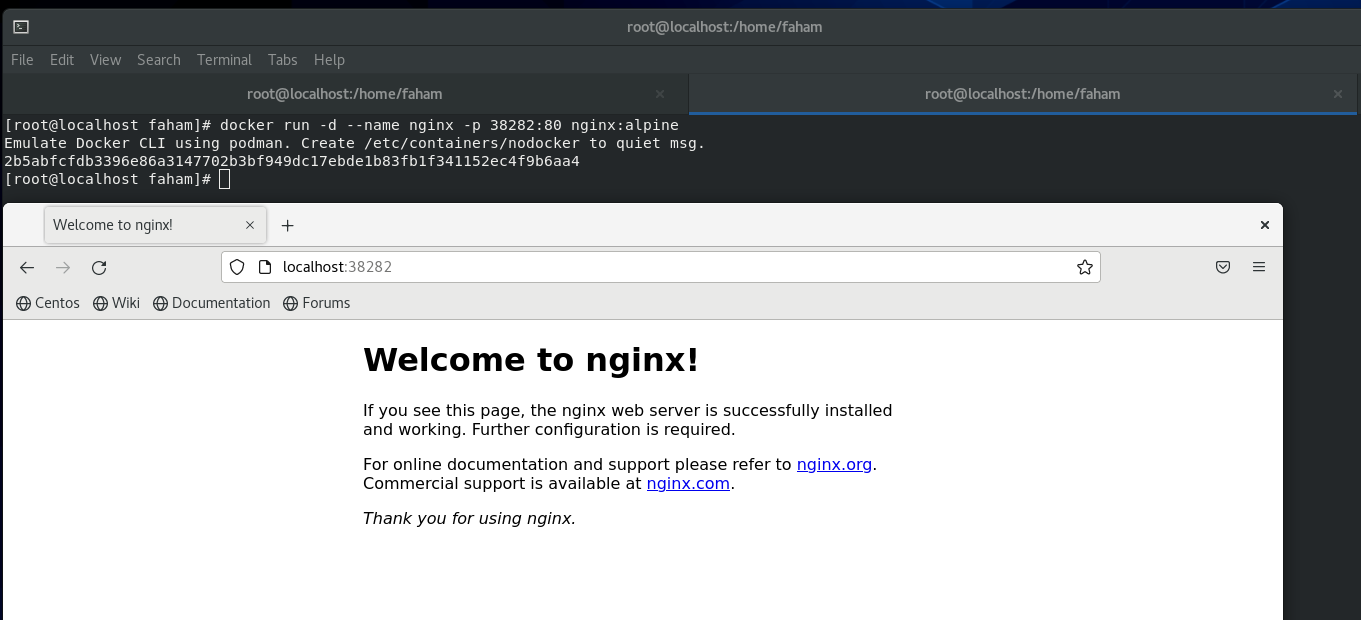 root@localhost:/home/faham
File Edit View Search Terminal Tabs Help
root@localhost:/home/faham × root@localhost:/home/faham ×
[root@localhost faham]# docker run -d --name nginx -p 38282:80 nginx:alpine
Emulate Docker CLI using podman. Create /etc/containers/nodocker to quiet msg.
2b5abfcfdb3396e86a3147702b3bf949dc17ebde1b83fb1f341152ec4f9b6aa4
[root@localhost faham]#
Welcome to nginx!
localhost:38282
Centos Wiki Documentation Forums
Welcome to nginx!
If you see this page, the nginx web server is successfully installed
and working. Further configuration is required.
For online documentation and support please refer to nginx.org.
Commercial support is available at nginx.com.
Thank you for using nginx.